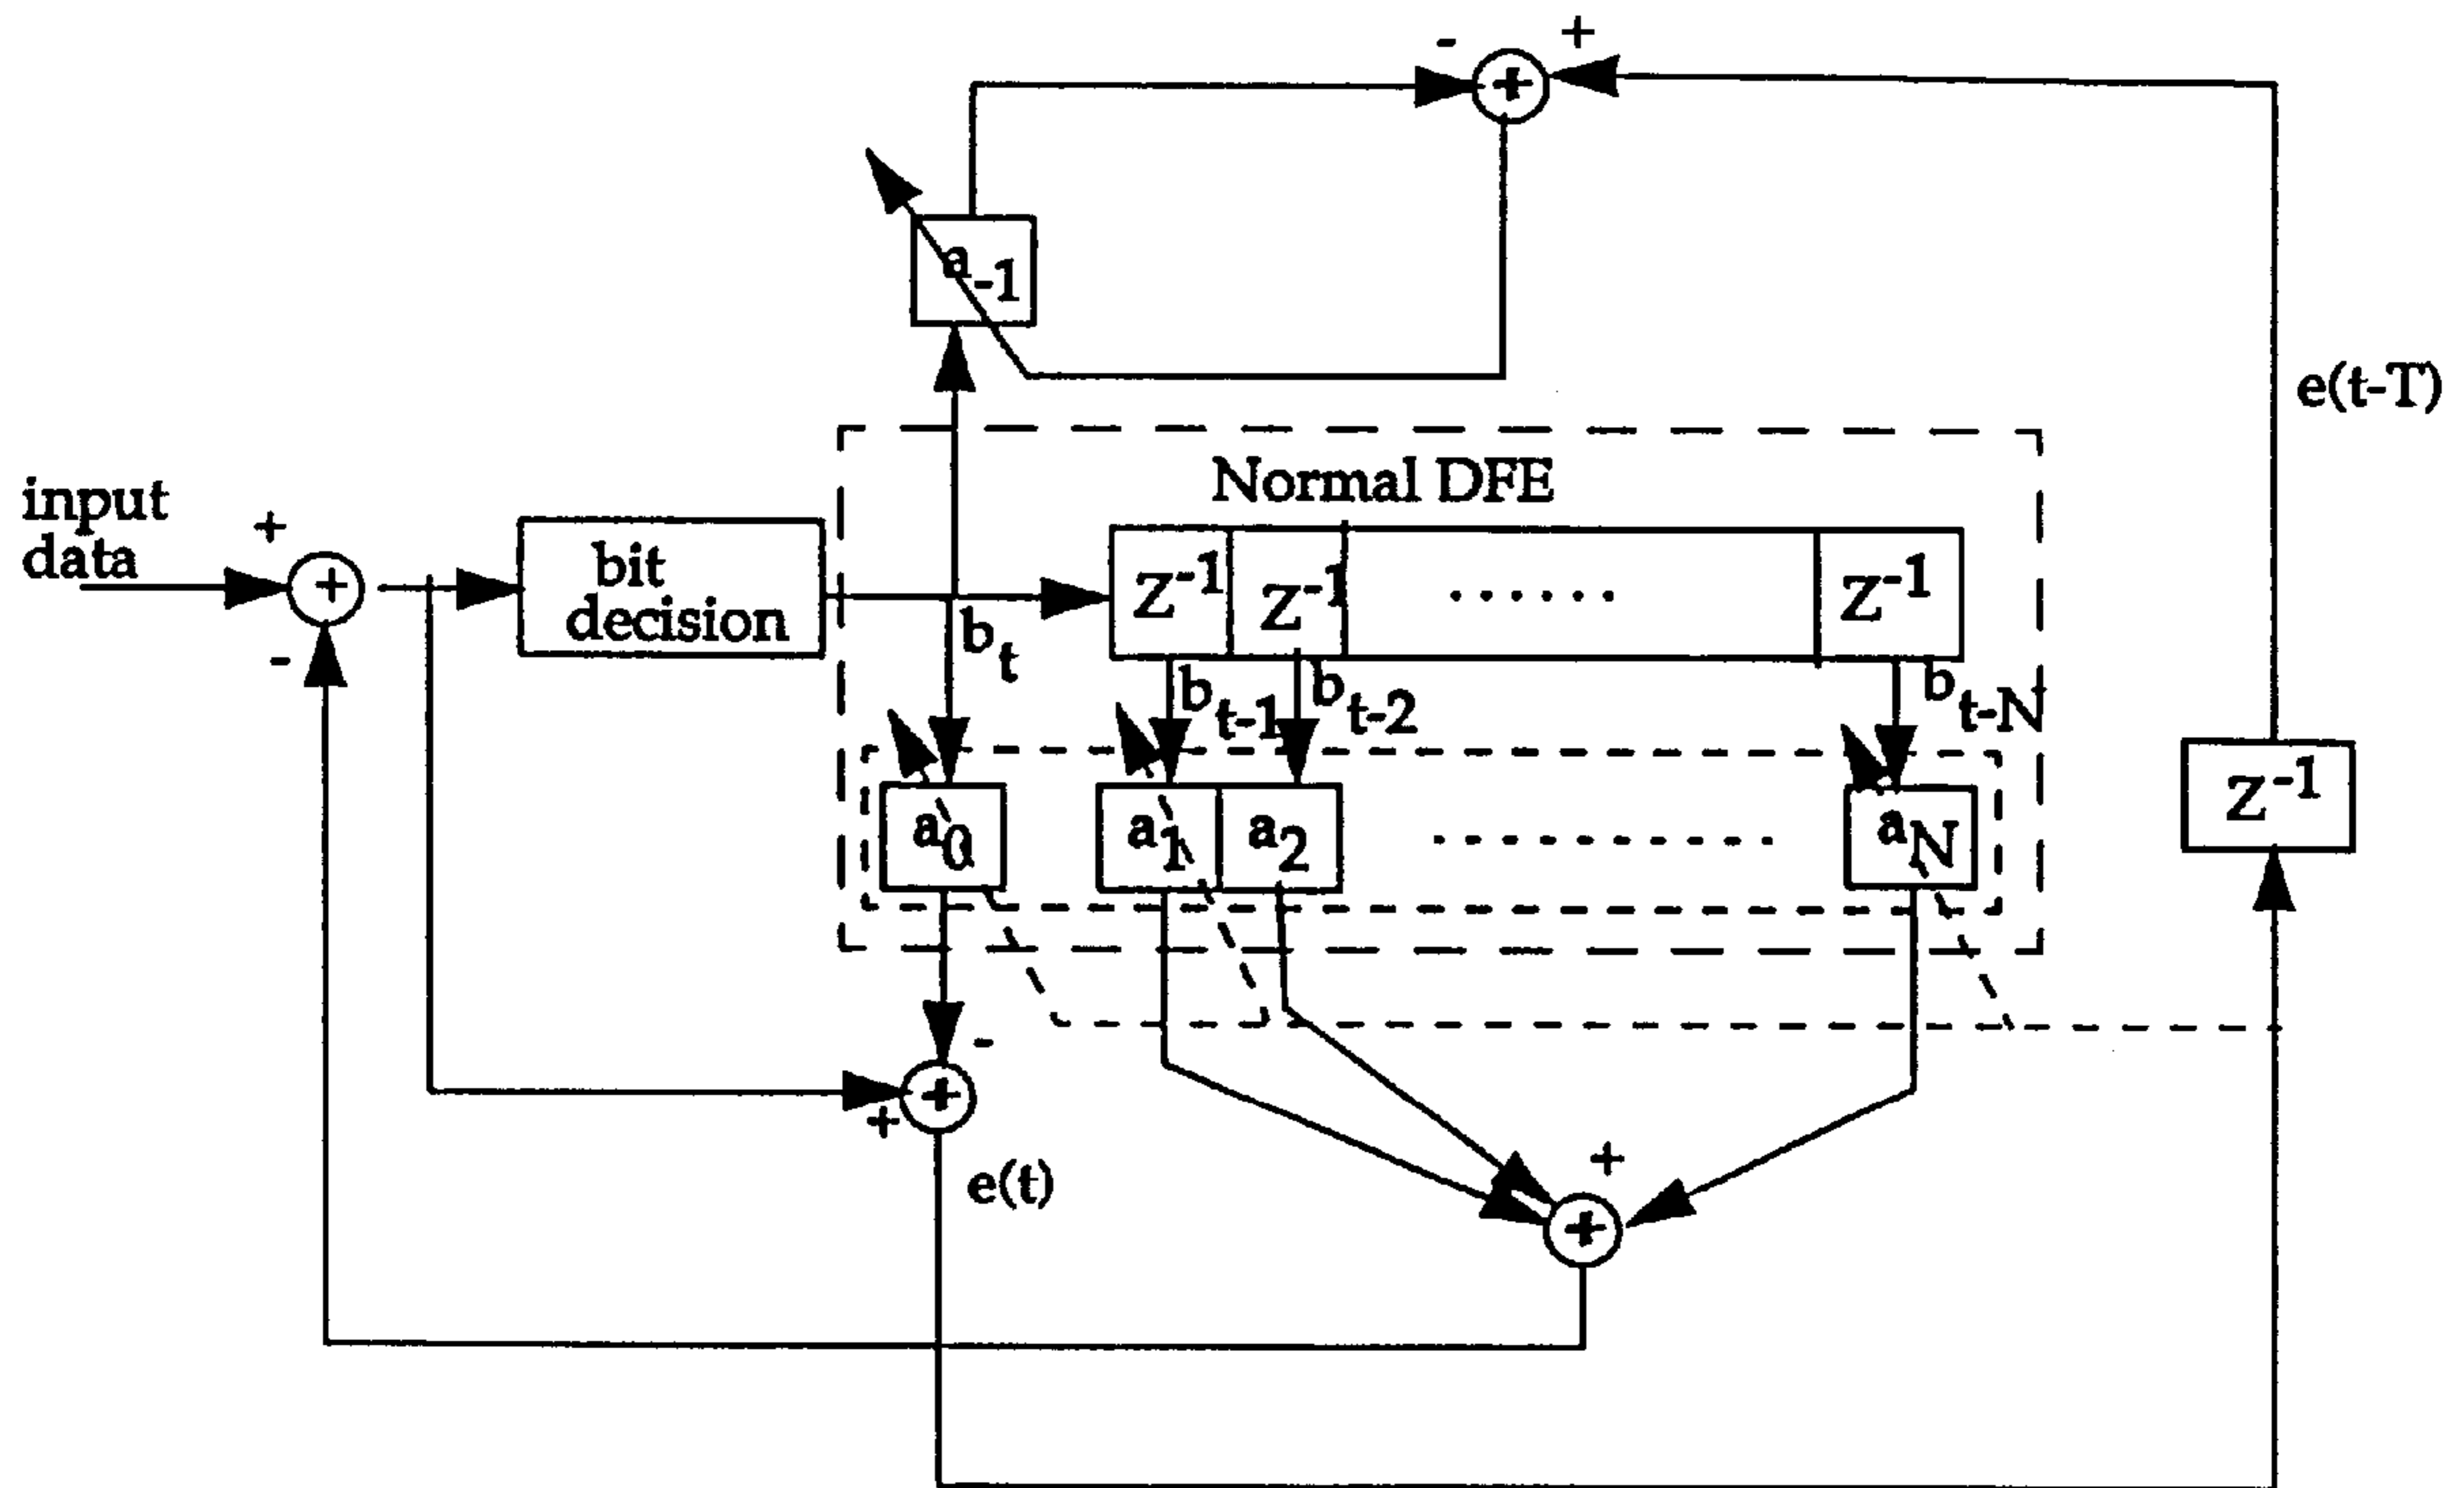 - +
+
a-1
e(t-T)
Normal DFE
input
data
+
+
-
bit
decision
Z-1
Z-1
......
Z-1
bt
bt-1
bt-2
bt-N
a0
a1
a2
............
aN
Z-1
-
+
+
e(t)
+
+